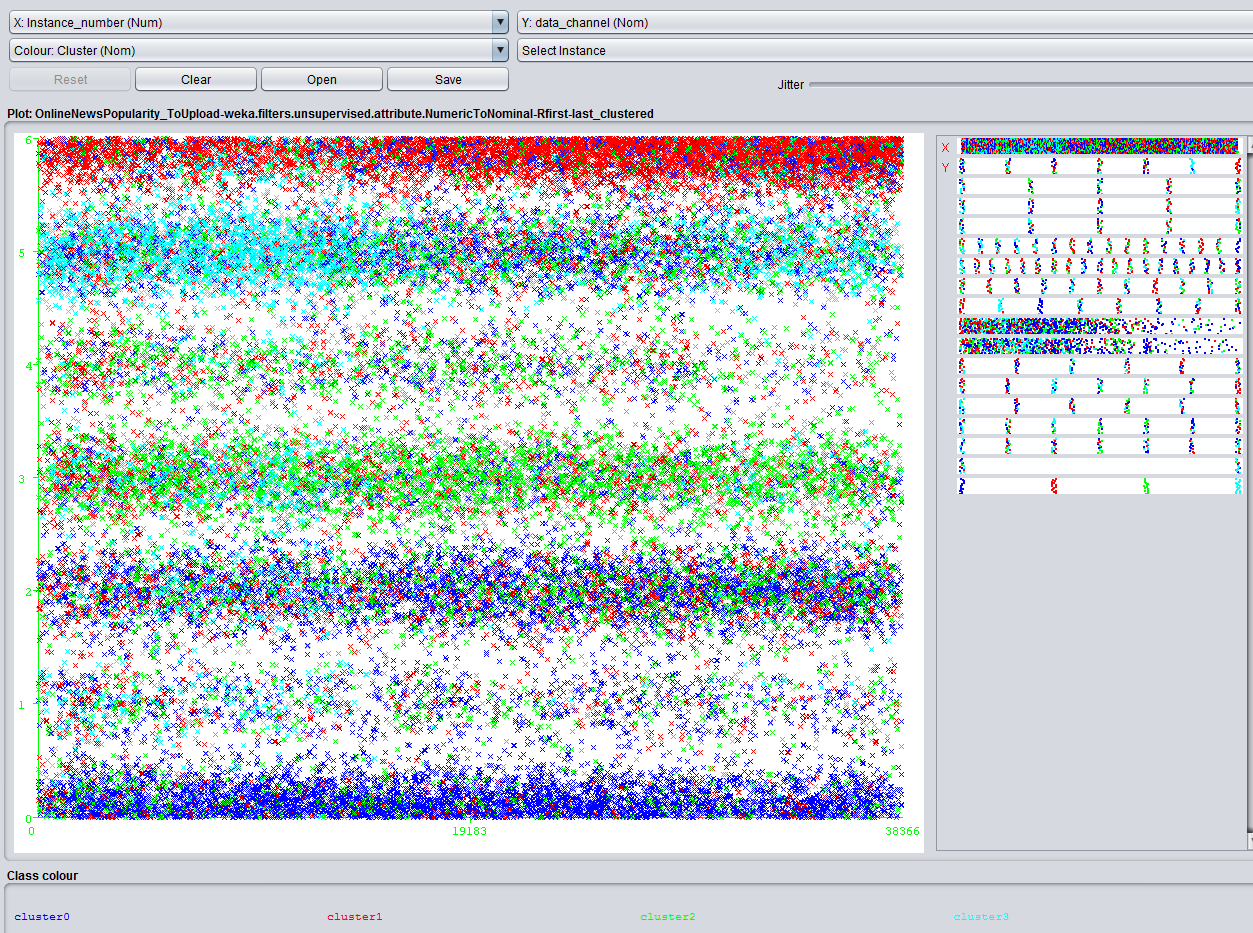 X: Instance_number (Num) Y: data_channel (Nom)
Colour: Cluster (Nom) Select Instance
Reset Clear Open Save Jitter
Plot: OnlineNewsPopularity_ToUpload-weka.filters.unsupervised.attribute.NumericToNominal-Rfirst-last_clustered
6
5
4
3
2
1
0
0 19183 38366
X
Y
Class colour
cluster0 cluster1 cluster2 cluster3